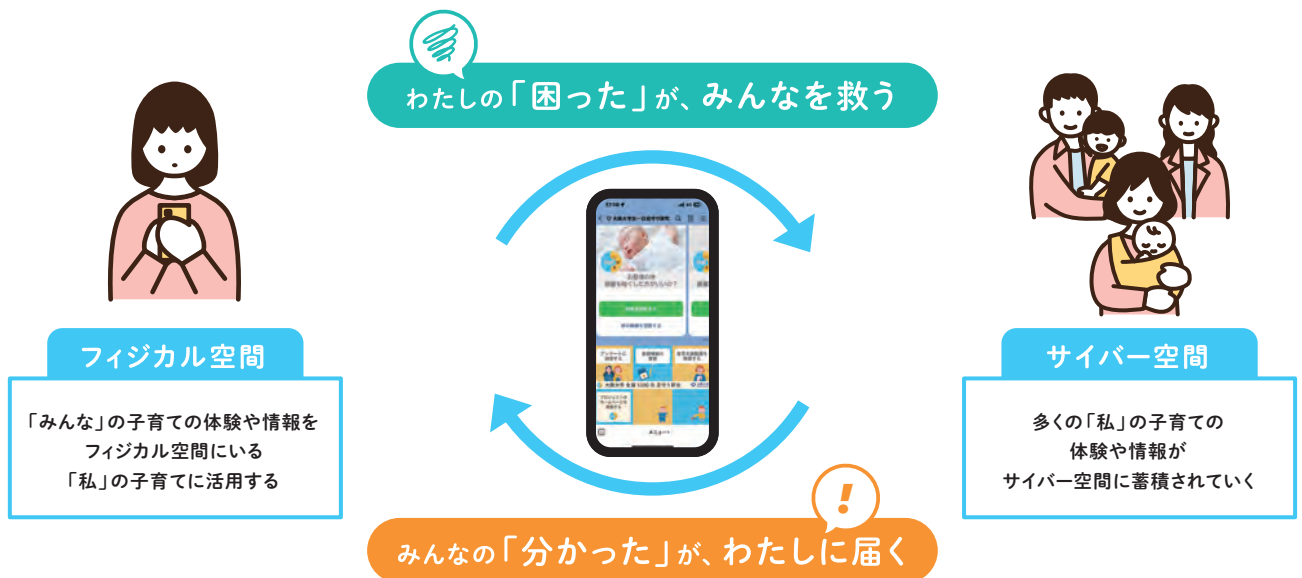 わたしの「困った」が、みんなを救う
フィジカル空間
「みんな」の子育ての体験や情報を
フィジカル空間にいる
「私」の子育てに活用する
サイバー空間
多くの「私」の子育ての
体験や情報が
サイバー空間に蓄積されていく
!
みんなの「分かった」が、わたしに届く